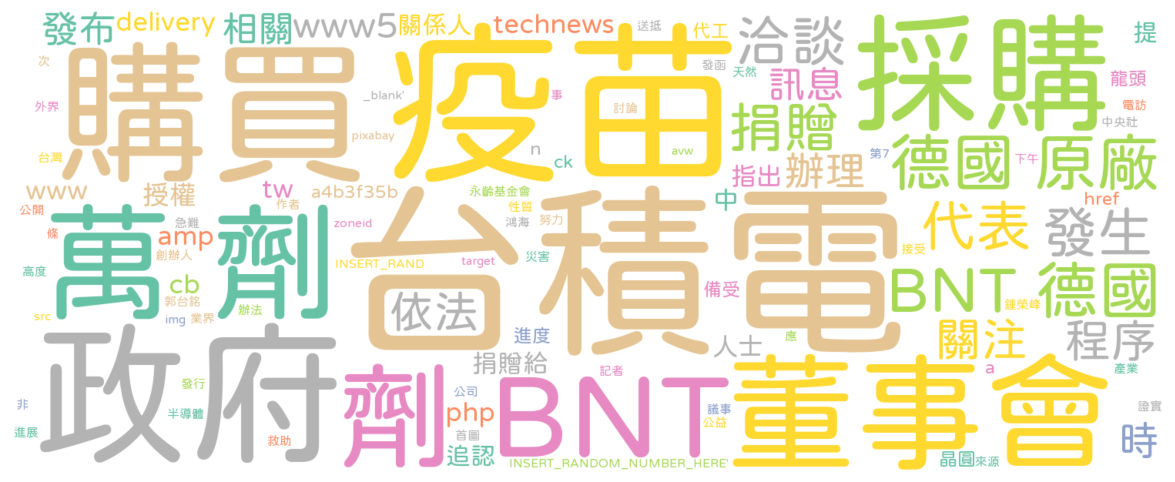 發布 delivery 相關 www5 關係人 technews 送抵 代工 洽談 提
次 購買 疫苗 發函 天然 訊息 採購 龍頭
外界 _blank' 事 討論 電訪
pixabay 捐贈 中央社
台灣 n ck avw 指出 辦理 第7 德國 下午 原廠
www 授權 tw a4b3f35b 永齡基金會 中 href
公開 作者 性質 代表 發生
條 萬劑 急難 zoneid 台積電 鴻海 努力
amp 創辦人 INSERT_RAND target 災害 接受
高度 cb 郭台銘 依法 備受 BNT 德國
src img 業界 辦法 鍾榮峰
政府 進度 人士 應 關注 程序
捐贈給 記者 a 產業
非 發行 劑 公司 BNT 董事會 證實
半導體 php 議事
進展 救助 首圖 公益 時
追認 INSERT_RANDOM_NUMBER_HERE' 晶圓 來源